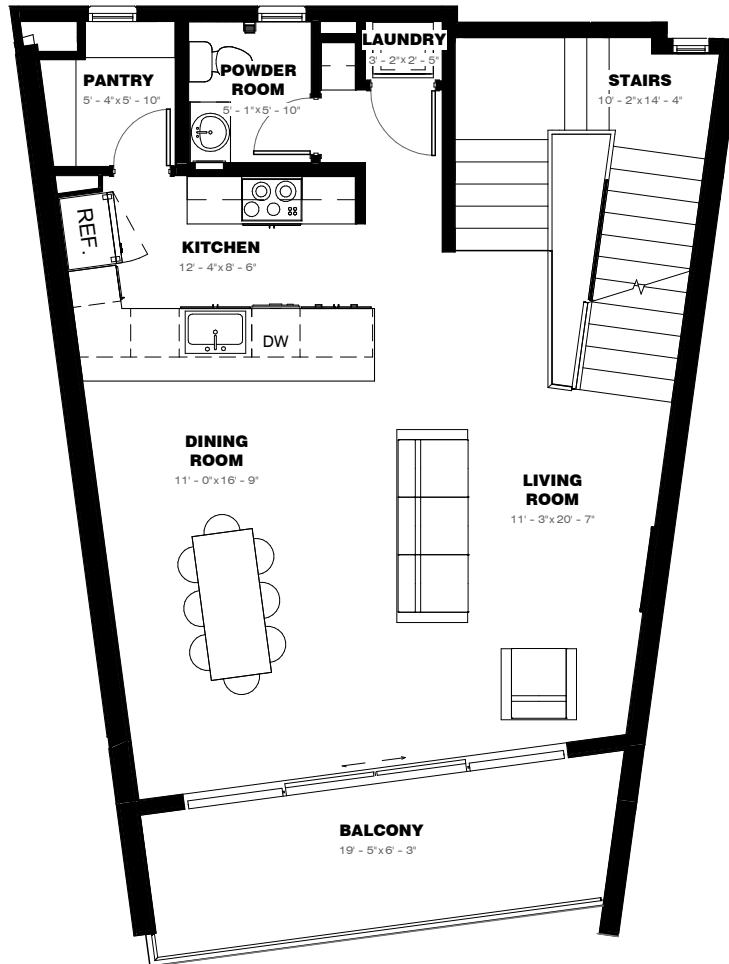 LAUNDRY
3' - 2"x2' - 5"
PANTRY
5' - 4"x5' - 10"
POWDER
ROOM
5' - 1"x5' - 10"
STAIRS
10' - 2"x14' - 4"
REF.
KITCHEN
12' - 4"x8' - 6"
DW
DINING
ROOM
11' - 0"x16' - 9"
LIVING
ROOM
11' - 3"x20' - 7"
BALCONY
19' - 5"x6' - 3"